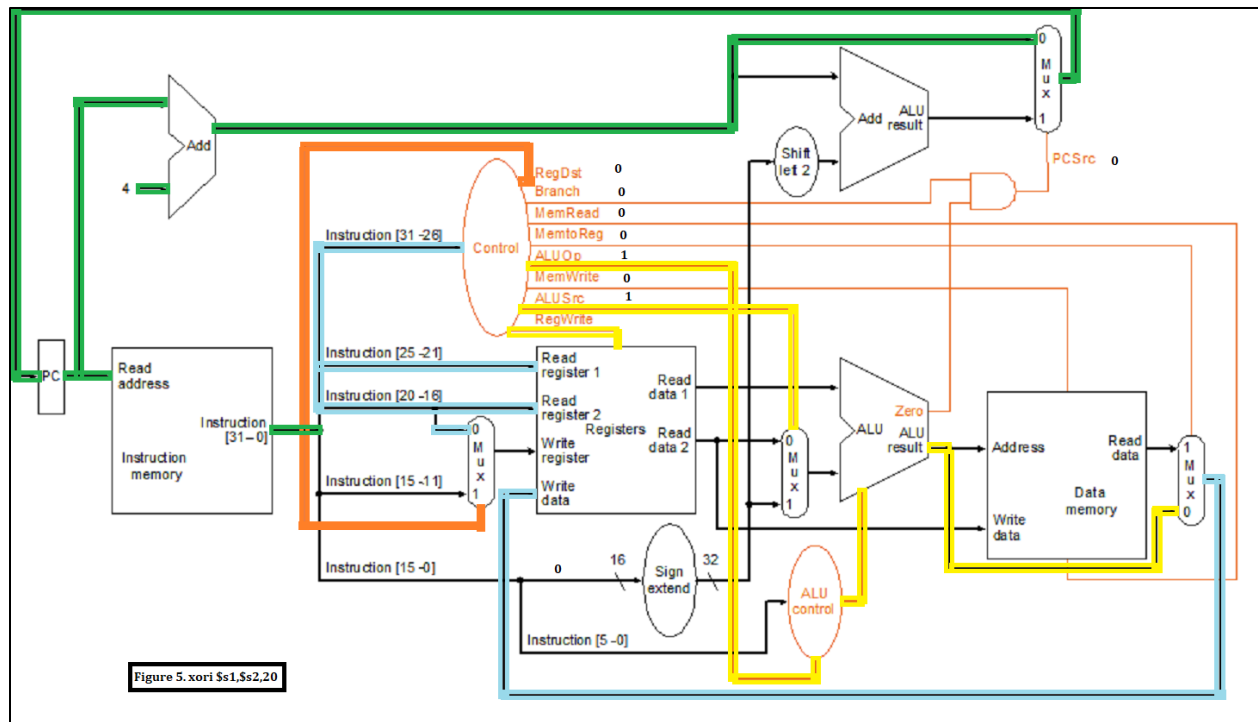 0
M
u
x
1
Add
ALU
result
Add
4
Shift
left 2
PCSrc 0
RegDst 0
Branch 0
MemRead 0
MemtoReg 0
ALUOp 1
MemWrite 0
ALUSrc 1
RegWrite
Control
Instruction [31 -26]
Instruction [25 -21]
Instruction [20 -16]
Instruction [15 -11]
Instruction [15 -0]
0
Instruction [5 -0]
PC
Read
address
Instruction
[31-0]
Instruction
memory
0
M
u
x
1
Read
register 1
Read
register 2
Write
register
Write
data
Registers
Read
data 1
Read
data 2
16
Sign
extend
32
0
M
u
x
1
Zero
ALU
ALU
result
ALU
control
Address
Read
data
Data
memory
Write
data
1
M
u
x
0
Figure 5. xori $s1,$s2,20